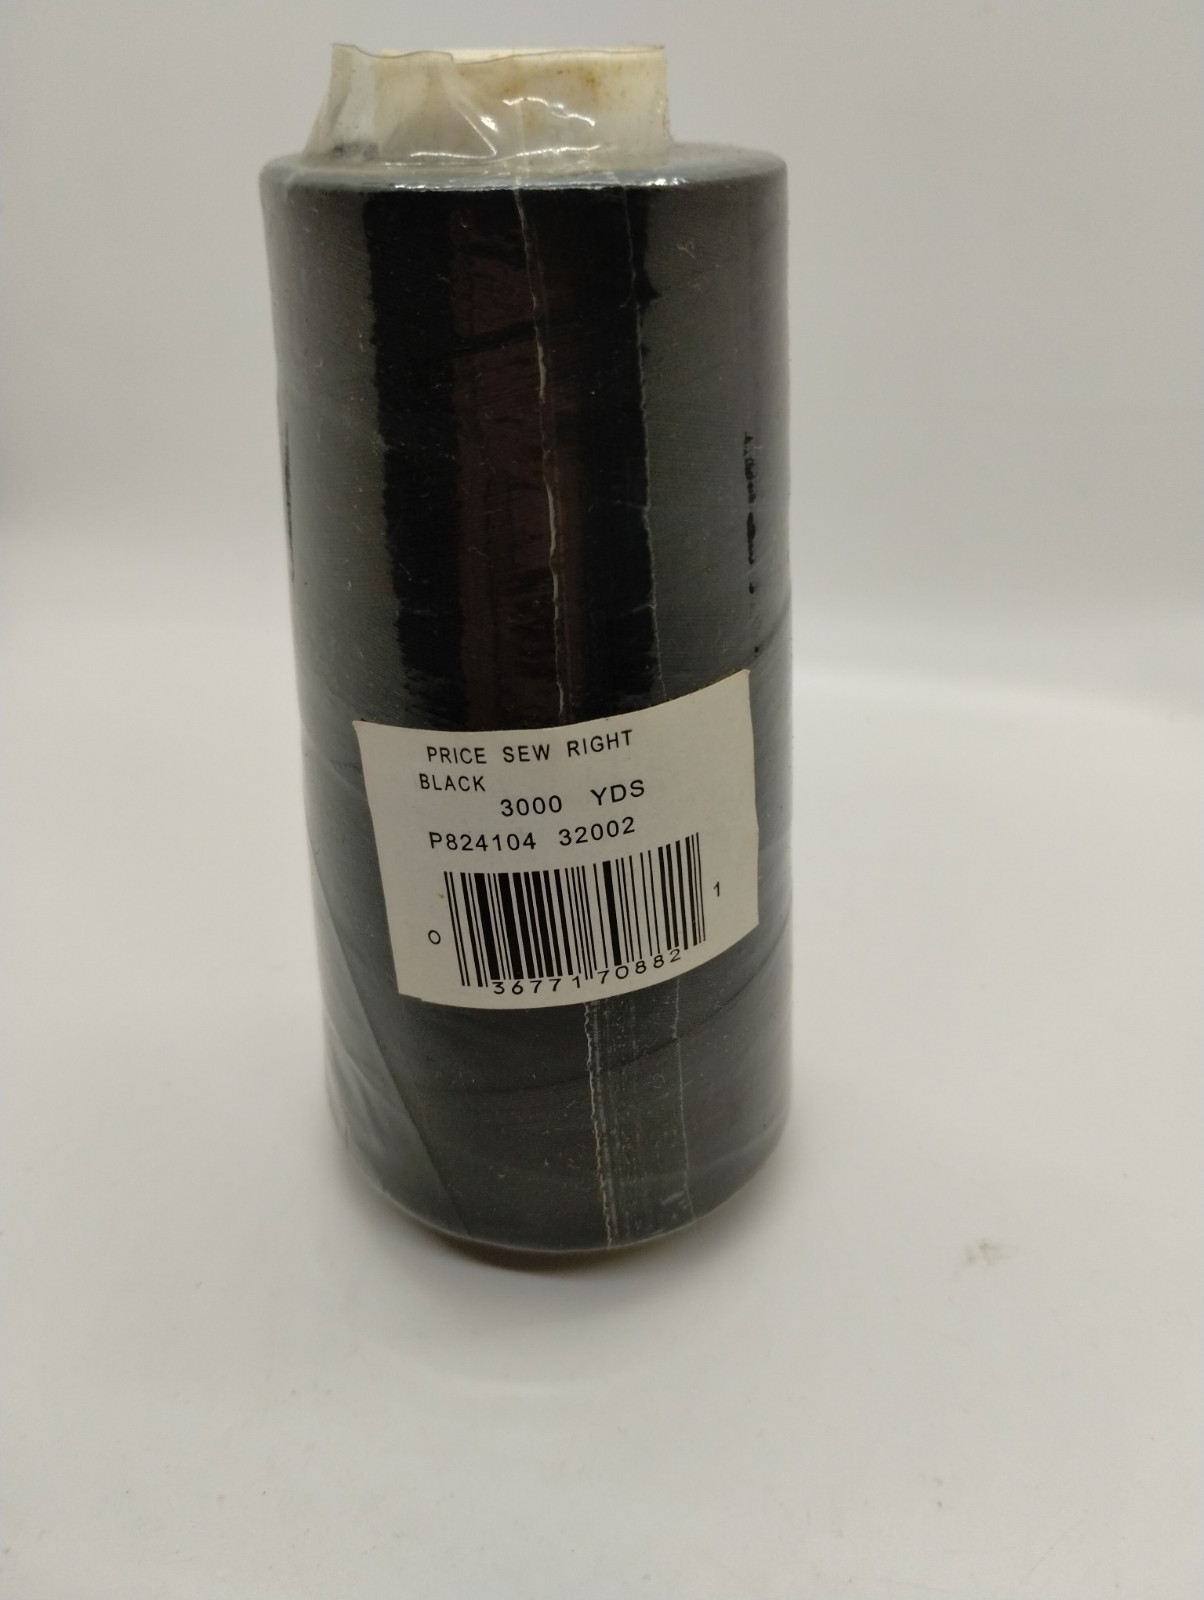 PRICE SEW RIGHT
BLACK
3000 YDS
P824104 32002
0 36771 70882 1